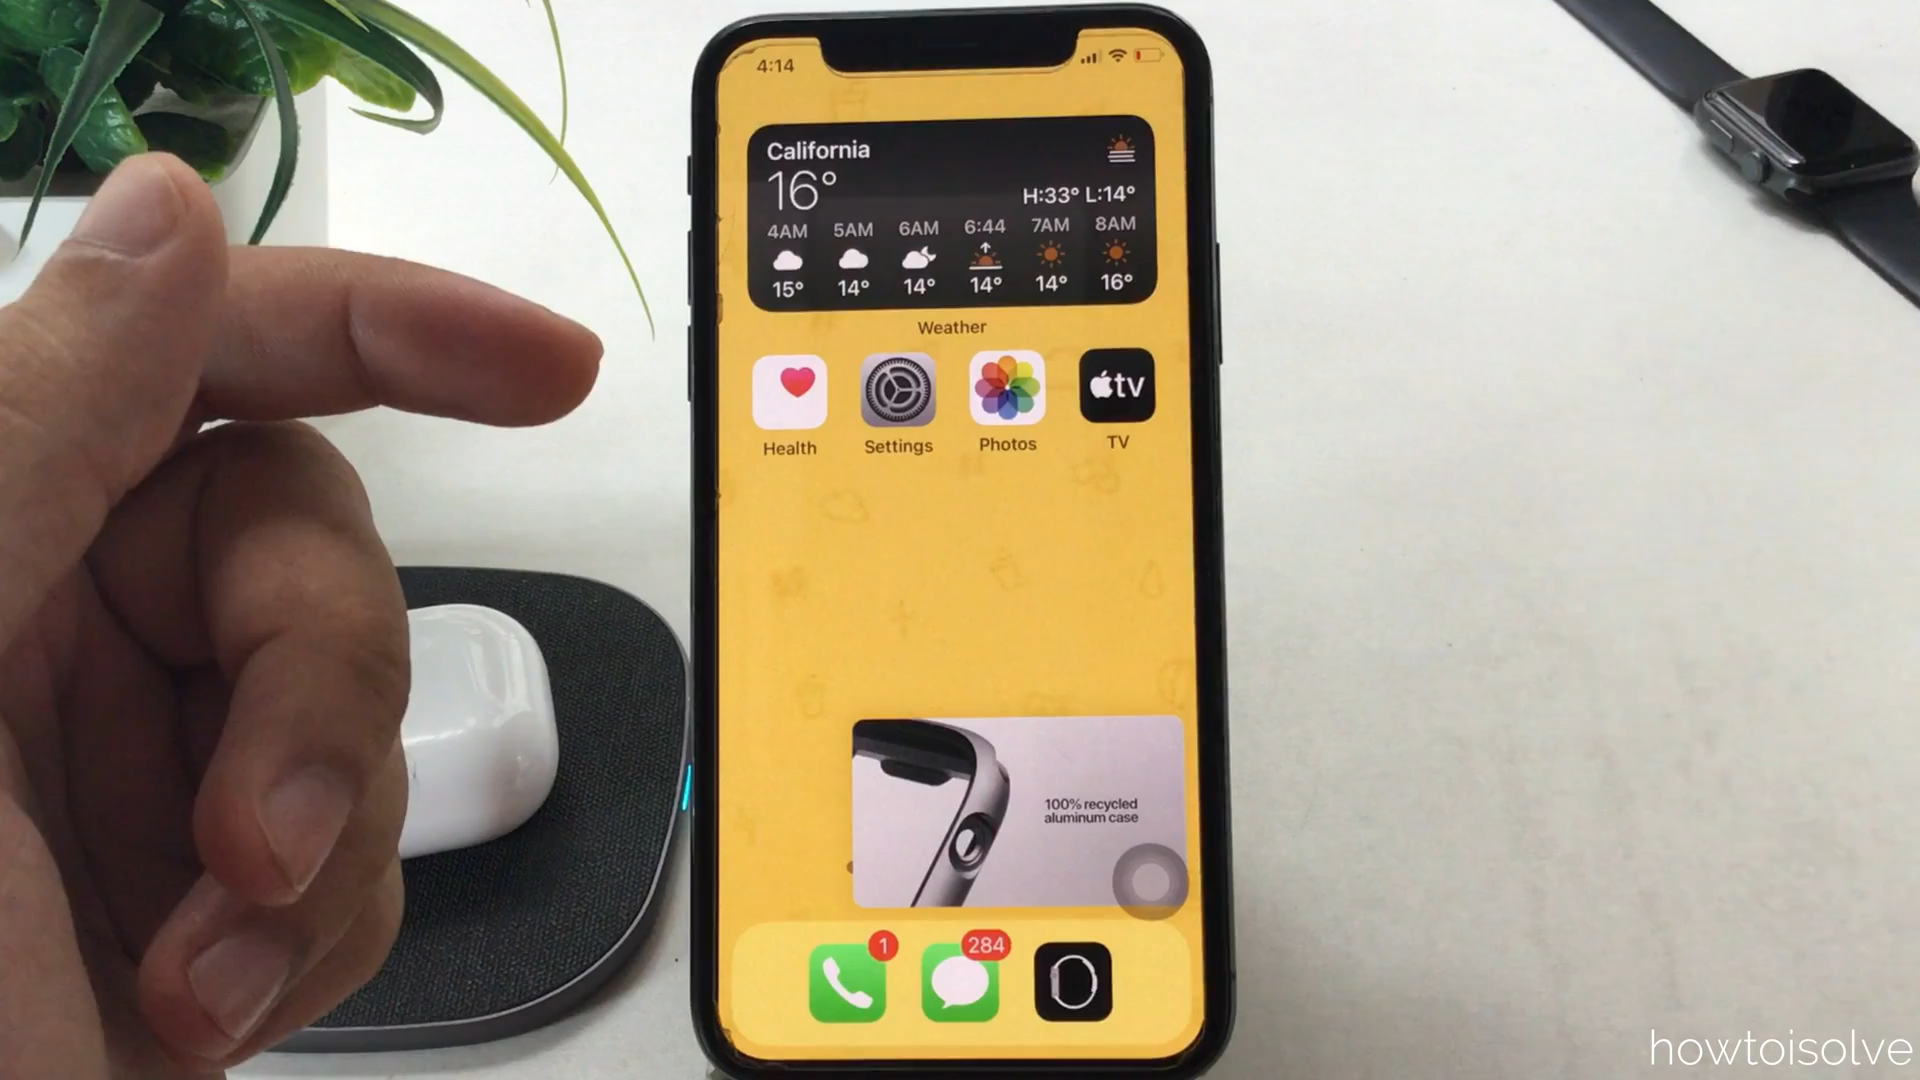 4:14
California
16°
H:33° L:14°
4AM 5AM 6AM 6:44 7AM 8AM
15° 14° 14° 14° 14° 16°
Weather
tv
Health Settings Photos TV
100% recycled
aluminum case
1 284
howtoisolve